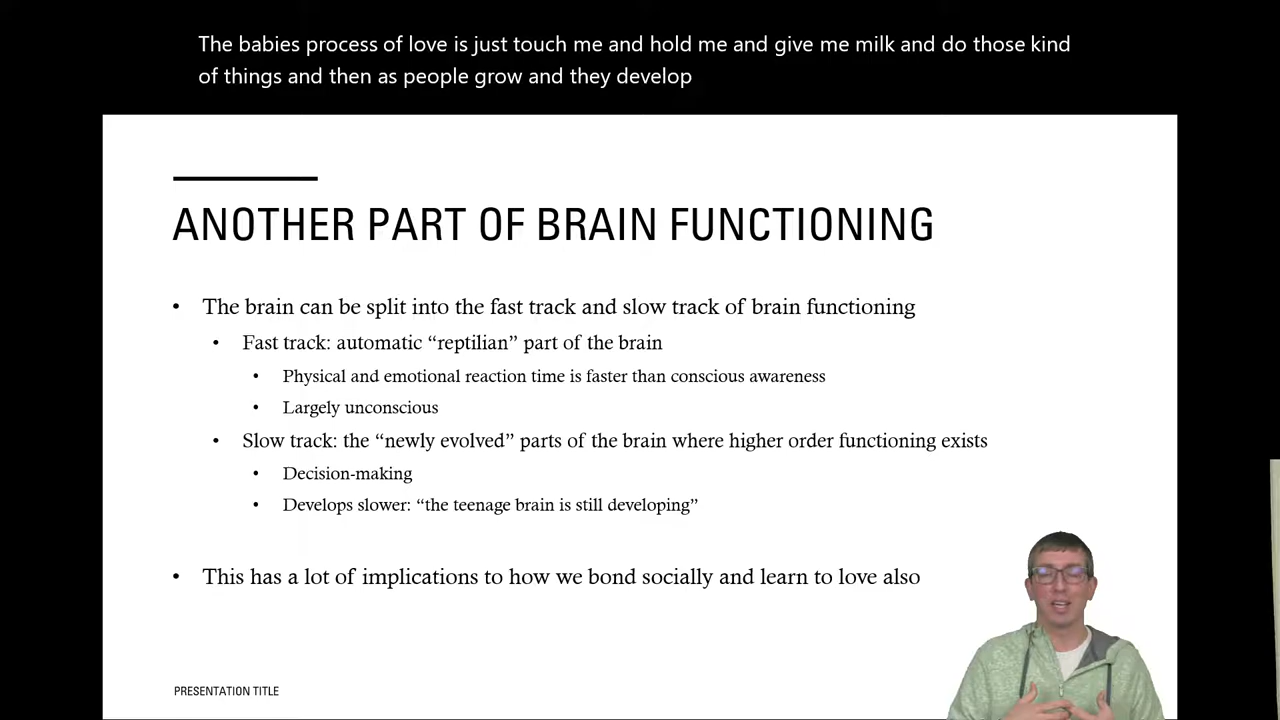 The babies process of love is just touch me and hold me and give me milk and do those kind
of things and then as people grow and they develop
ANOTHER PART OF BRAIN FUNCTIONING
• The brain can be split into the fast track and slow track of brain functioning
• Fast track: automatic “reptilian” part of the brain
• Physical and emotional reaction time is faster than conscious awareness
• Largely unconscious
• Slow track: the “newly evolved” parts of the brain where higher order functioning exists
• Decision-making
• Develops slower: “the teenage brain is still developing”
• This has a lot of implications to how we bond socially and learn to love also
PRESENTATION TITLE